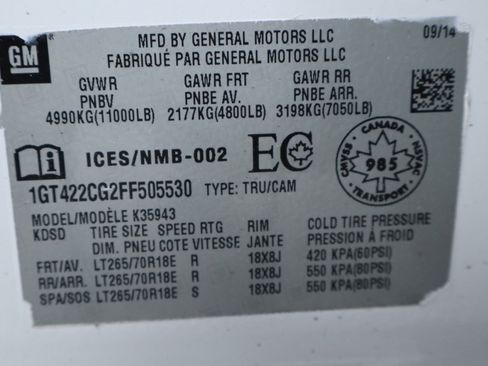 GM
MFD BY GENERAL MOTORS LLC
FABRIQUÉ PAR GENERAL MOTORS LLC
09/14
GVWR GAWR FRT GAWR RR
PNBV PNBE AV. PNBE ARR.
4990KG(11000LB) 2177KG(4800LB) 3198KG(7050LB)
ICES/NMB-002 EC CANADA CMVSS NSVAC 985 TRANSPORT
1GT422CG2FF505530 TYPE: TRU/CAM
MODEL/MODÈLE K35943
KDSD TIRE SIZE SPEED RTG RIM COLD TIRE PRESSURE
DIM. PNEU COTE VITESSE JANTE PRESSION À FROID
FRT/AV. LT265/70R18E R 18X8J 420 KPA(60PSI)
RR/ARR. LT265/70R18E R 18X8J 550 KPA(80PSI)
SPA/SOS LT265/70R18E S 18X8J 550 KPA(80PSI)